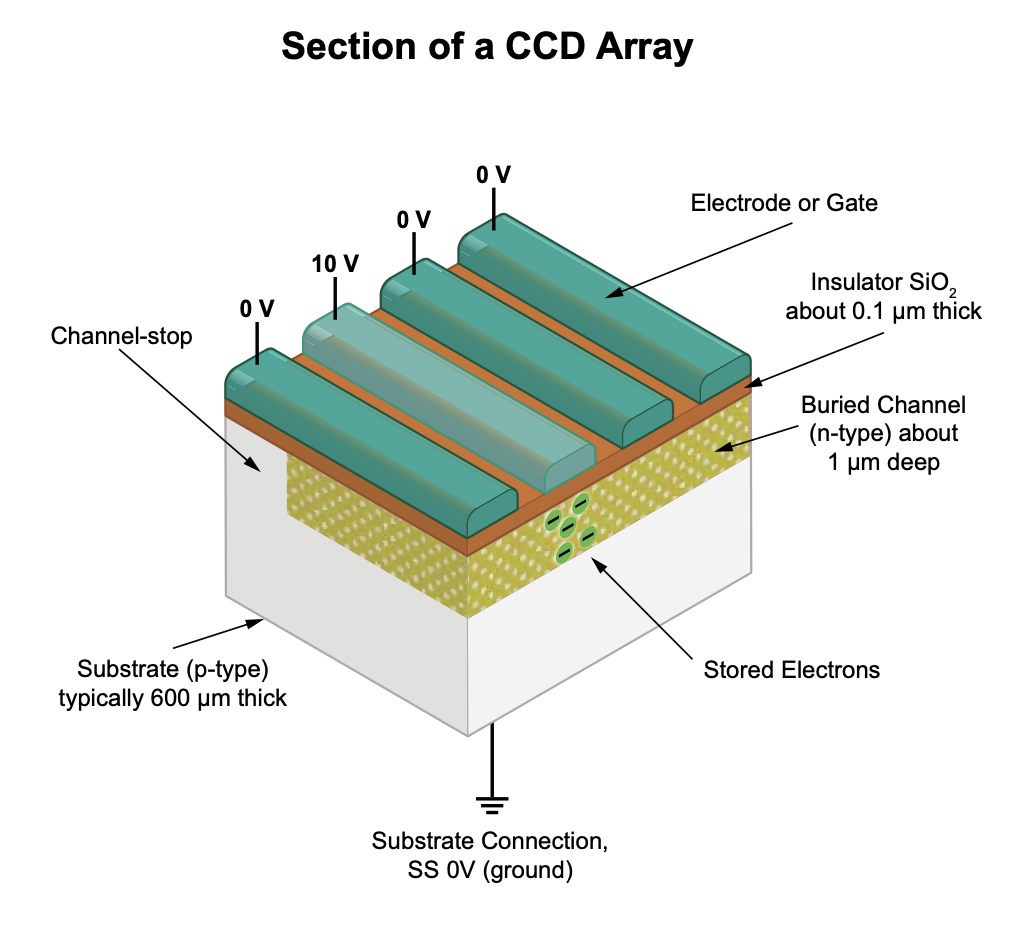 Section of a CCD Array
0 V
Electrode or Gate
0 V
10 V
Insulator SiO₂
about 0.1 µm thick
0 V
Channel-stop
Buried Channel
(n-type) about
1 µm deep
Substrate (p-type)
typically 600 µm thick
Stored Electrons
Substrate Connection,
SS 0V (ground)